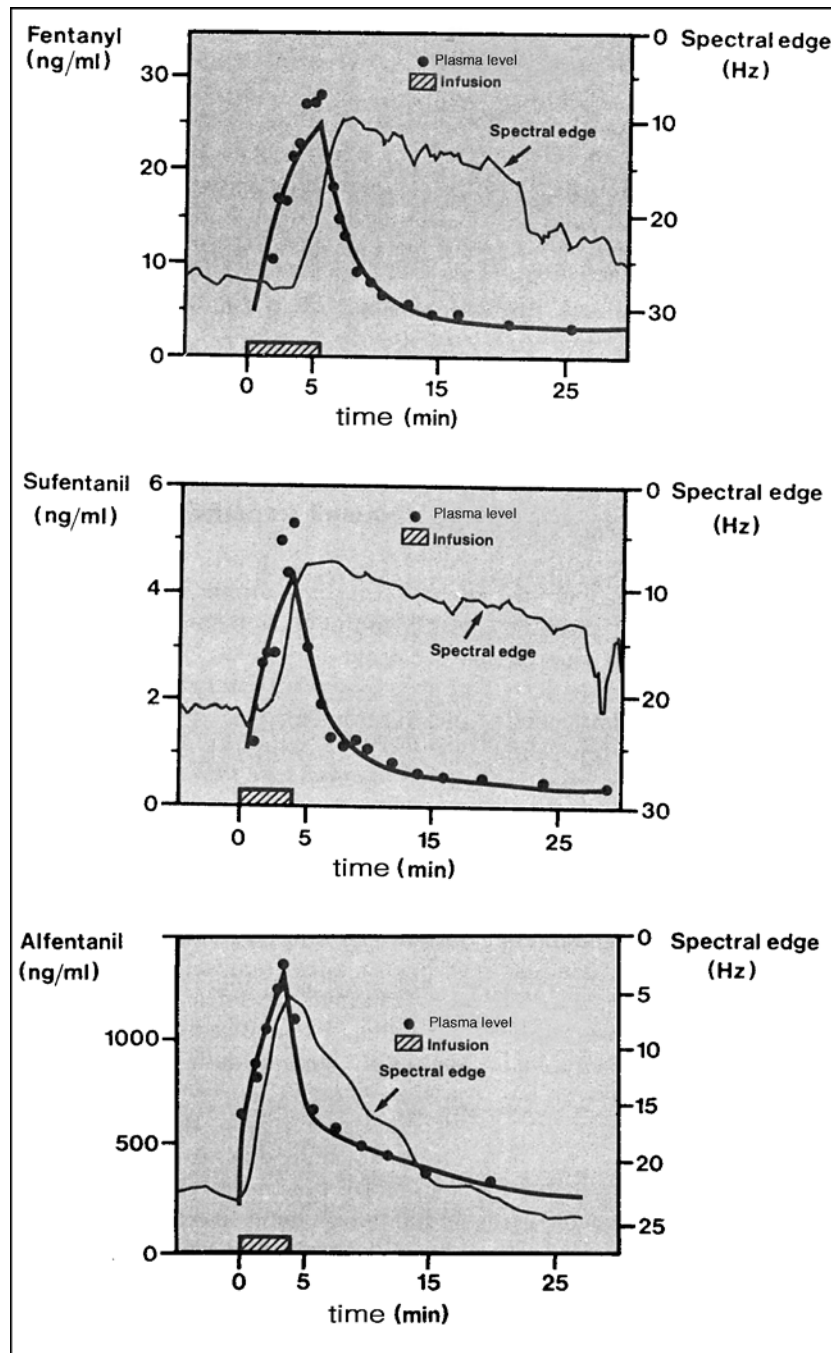 Fentanyl
(ng/ml)
30
20
10
0
Plasma level
Infusion
Spectral edge
0
Spectral edge
(Hz)
10
20
30
0
5
15
25
time (min)
Sufentanil
(ng/ml)
6
4
2
0
Plasma level
Infusion
Spectral edge
0
Spectral edge
(Hz)
10
20
30
0
5
15
25
time (min)
Alfentanil
(ng/ml)
1000
500
0
Plasma level
Infusion
Spectral edge
0
Spectral edge
(Hz)
5
10
15
20
25
0
5
15
25
time (min)